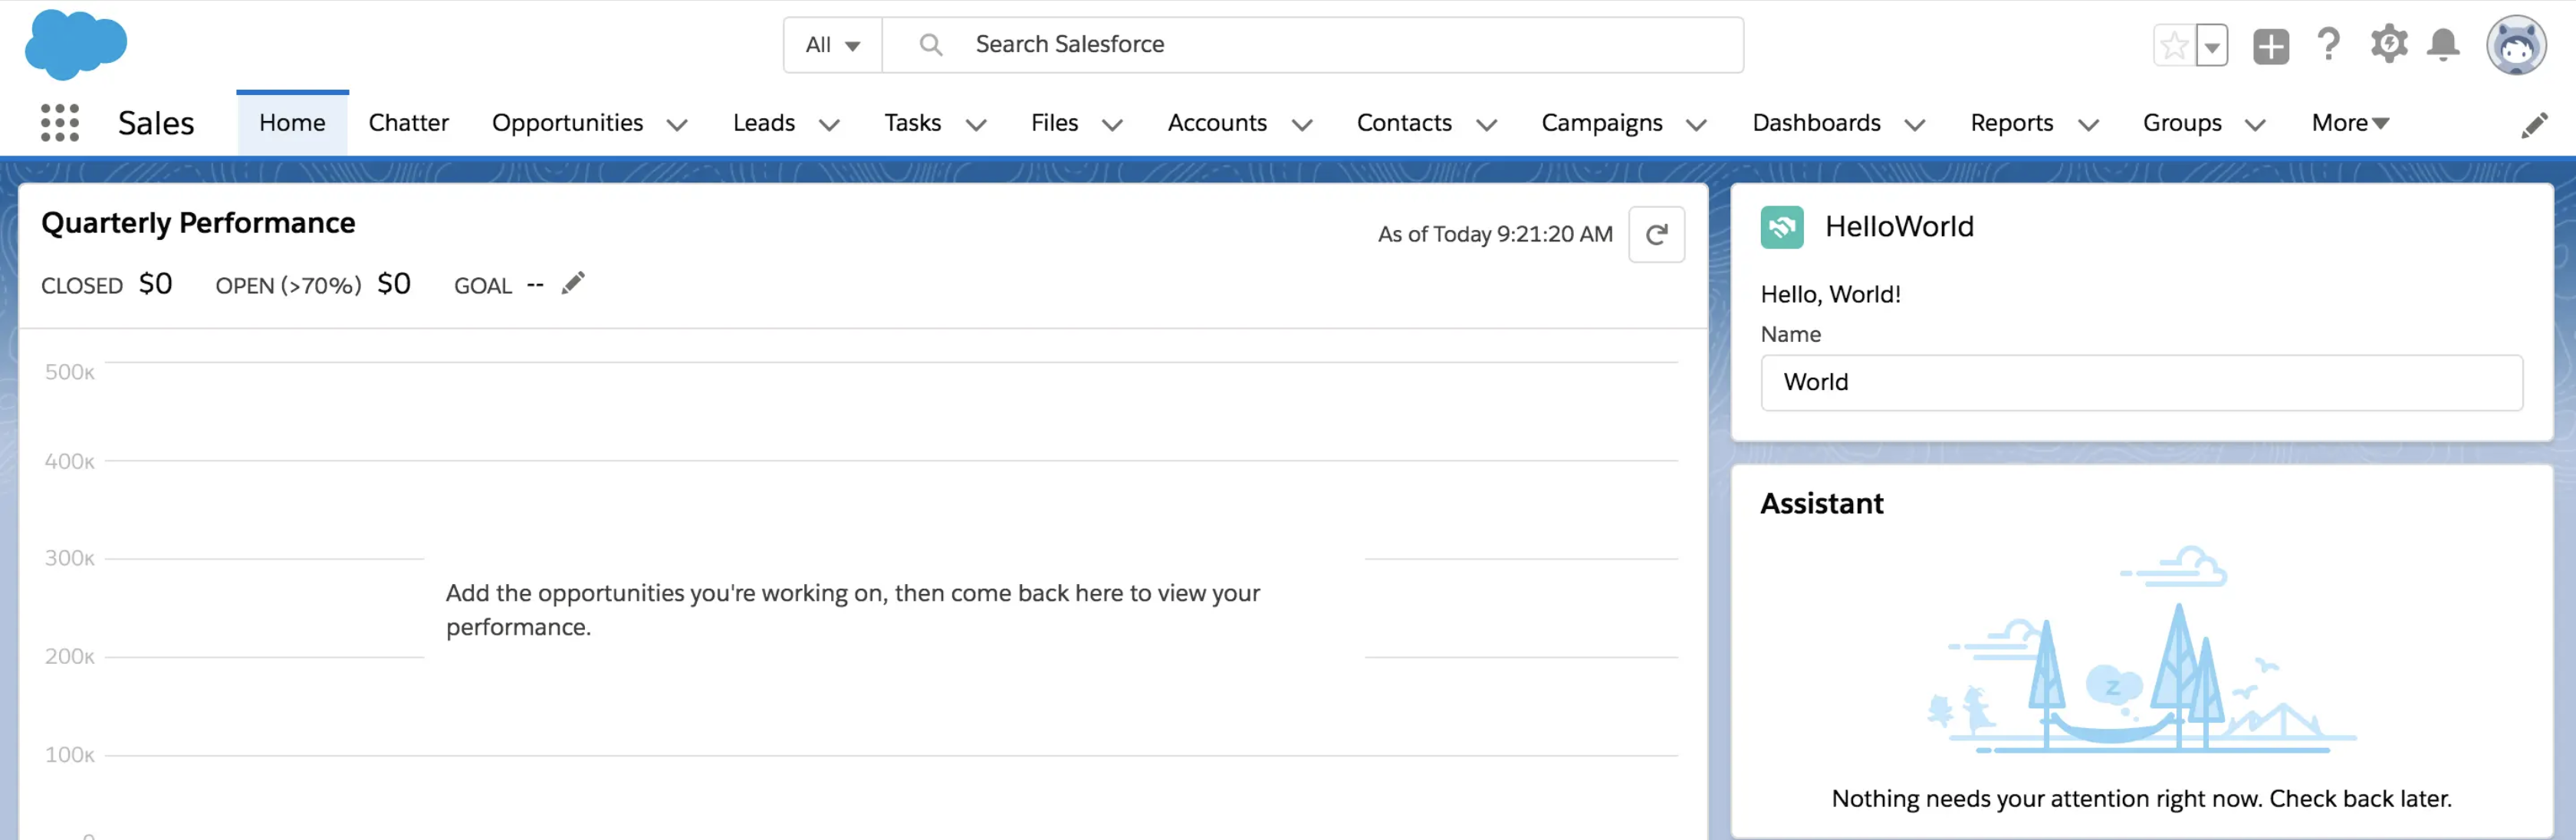 All
Search Salesforce
Sales
Home
Chatter
Opportunities
Leads
Tasks
Files
Accounts
Contacts
Campaigns
Dashboards
Reports
Groups
More
Quarterly Performance
As of Today 9:21:20 AM
CLOSED $0 OPEN (>70%) $0 GOAL --
500K
400K
300K
200K
100K
Add the opportunities you're working on, then come back here to view your
performance.
HelloWorld
Hello, World!
Name
World
Assistant
z
Nothing needs your attention right now. Check back later.